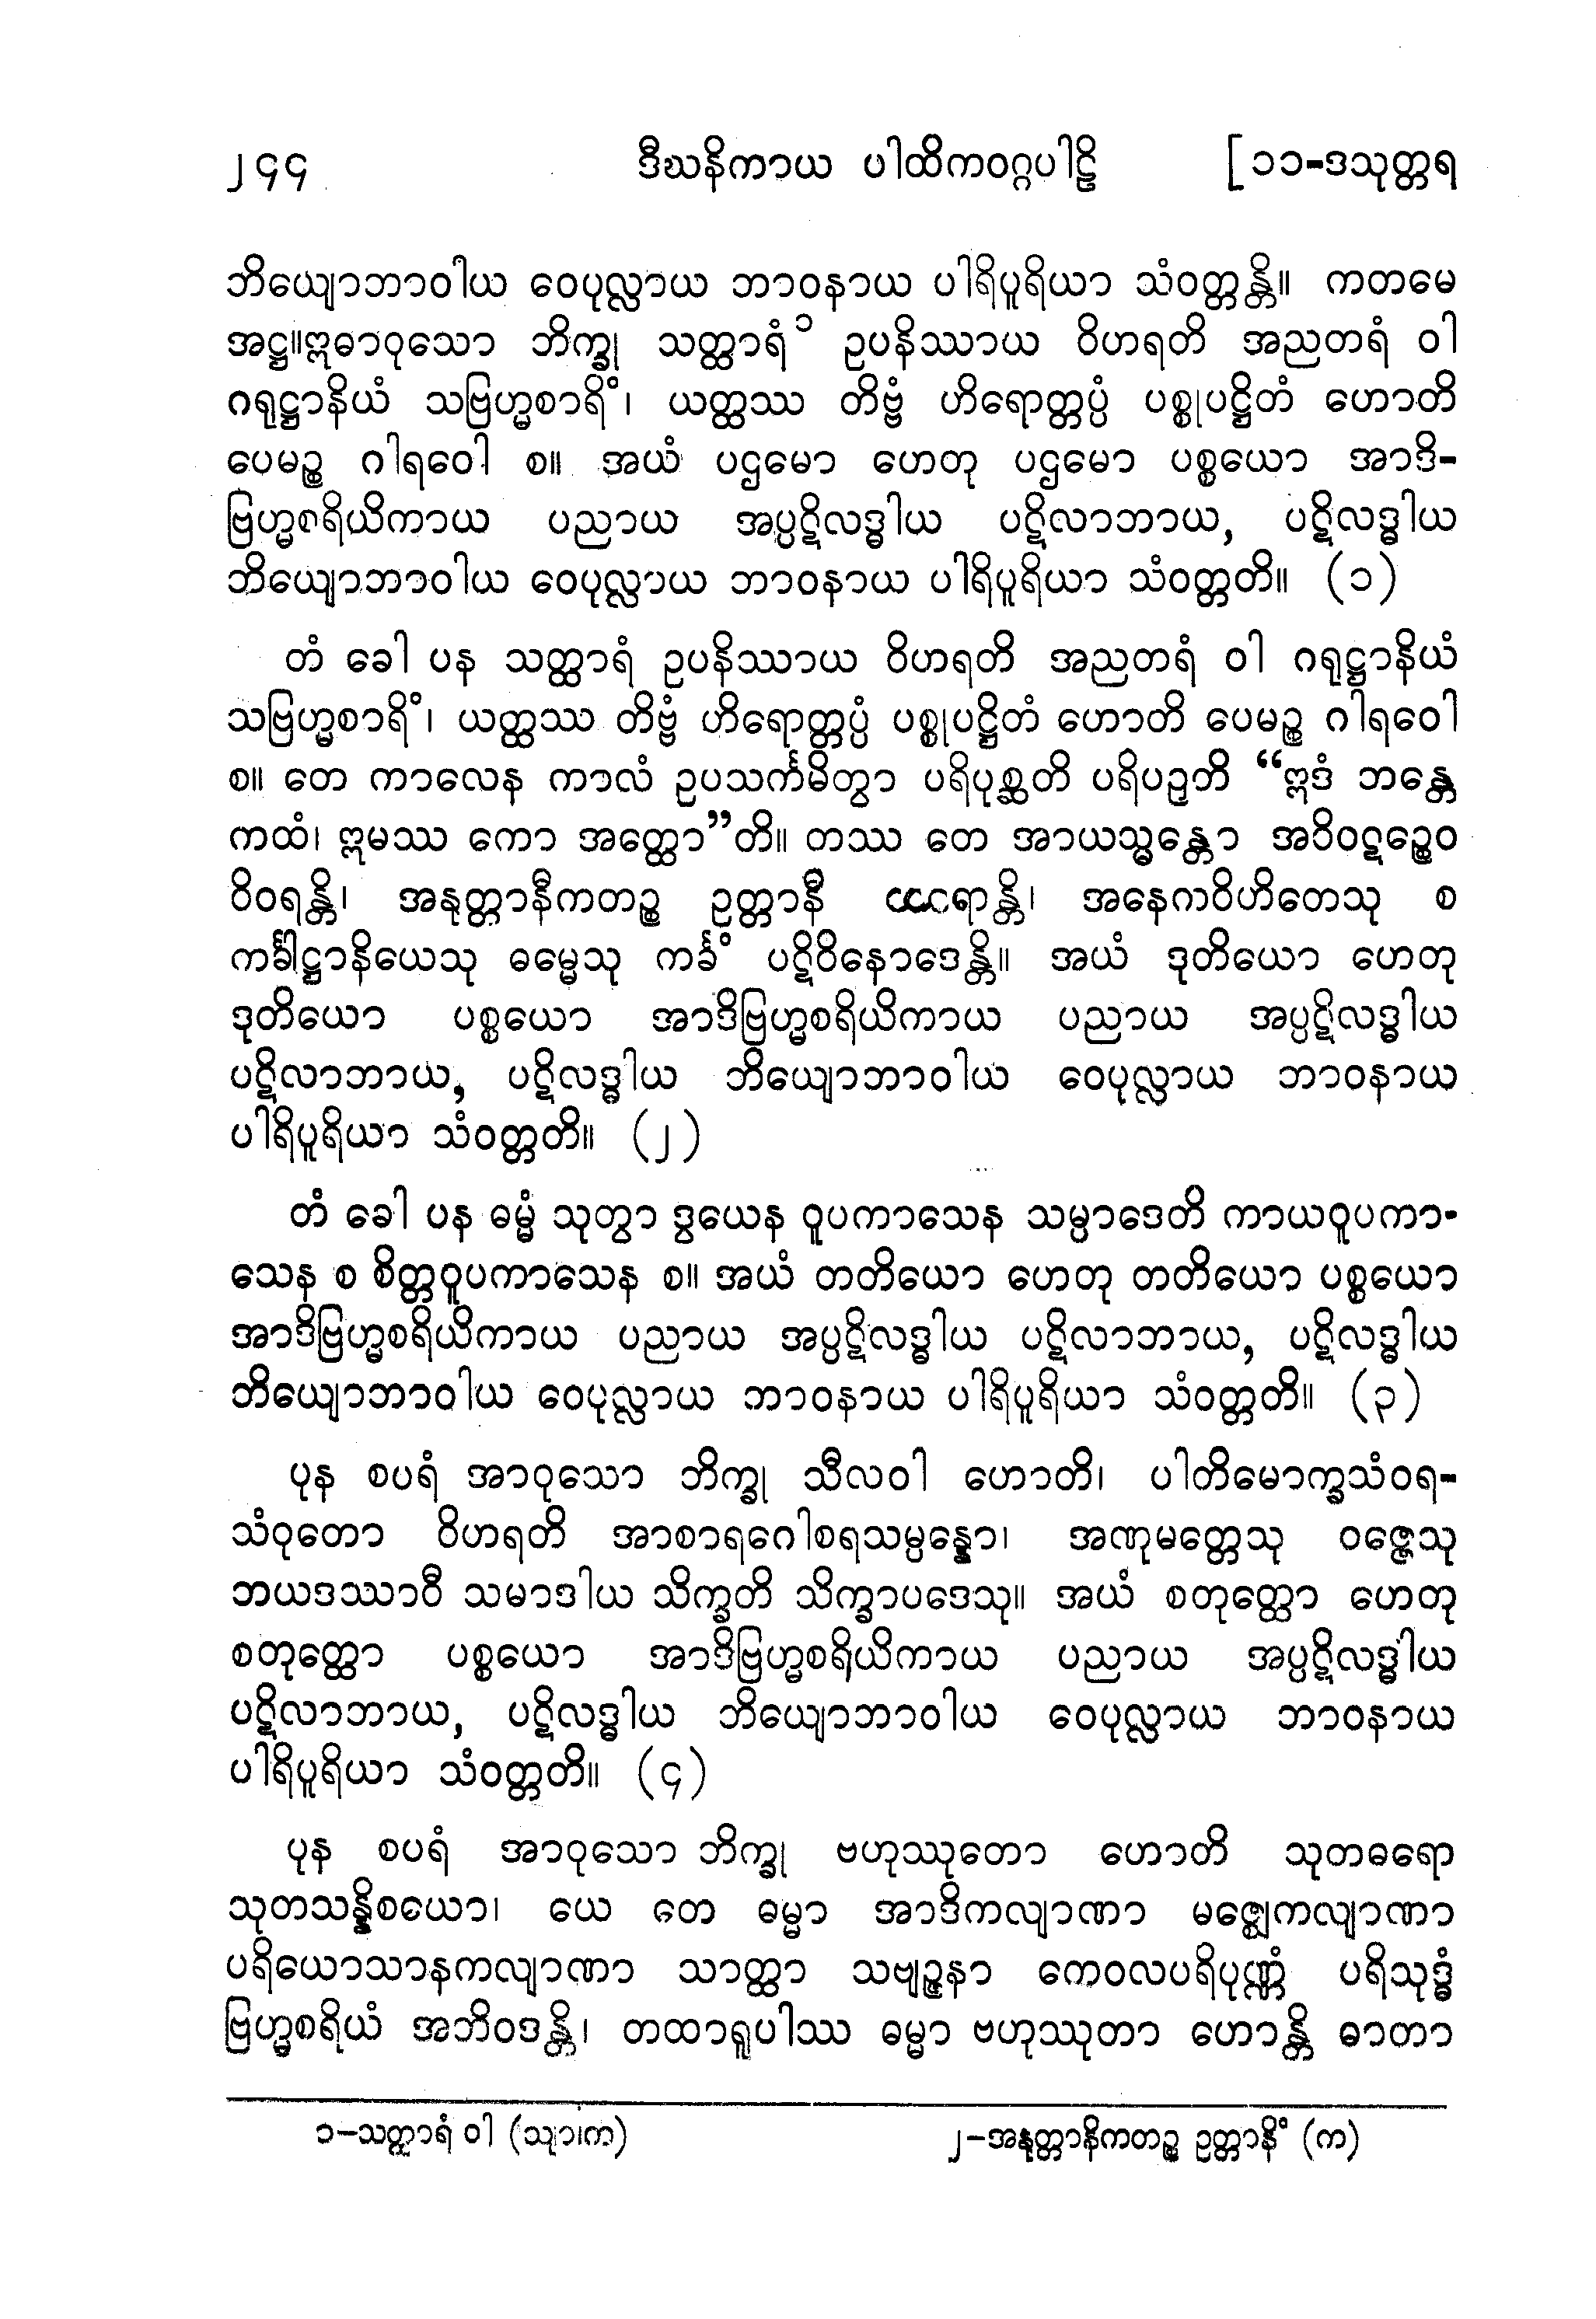 ၂၄၄ ဒီဃနိကာယ ပါထိကဝဂ္ဂပါဠိ [၁၁-ဒသုတ္တရ
ဘိယျောဘာဝါယ ဝေပုလ္လာယ ဘာဝနာယ ပါရိပူရိယာ သံဝတ္တန္တိ။ ကတမေ
အဋ္ဌ။ဣဓာဝုသော ဘိက္ခု သတ္ထာရံ ၁ ဥပနိဿာယ ဝိဟရတိ အညတရံ ဝါ
ဂရုဋ္ဌာနိယံ သဗြဟ္မစာရိံ၊ ယတ္ထဿ တိဗ္ဗံ ဟိရောတ္တပ္ပံ ပစ္စုပဋ္ဌိတံ ဟောတိ
ပေမဉ္စ ဂါရဝေါ စ။ အယံ ပဌမော ဟေတု ပဌမော ပစ္စယော အာဒိ-
ဗြဟ္မစရိယိကာယ ပညာယ အပ္ပဋိလဒ္ဓါယ ပဋိလာဘာယ, ပဋိလဒ္ဓါယ
ဘိယျောဘာဝါယ ဝေပုလ္လာယ ဘာဝနာယ ပါရိပူရိယာ သံဝတ္တတိ။ (၁)
တံ ခေါ ပန သတ္ထာရံ ဥပနိဿာယ ဝိဟရတိ အညတရံ ဝါ ဂရုဋ္ဌာနိယံ
သဗြဟ္မစာရိံ၊ ယတ္ထဿ တိဗ္ဗံ ဟိရောတ္တပ္ပံ ပစ္စုပဋ္ဌိတံ ဟောတိ ပေမဉ္စ ဂါရဝေါ
စ။ တေ ကာလေန ကာလံ ဥပသင်္ကမိတွာ ပရိပုစ္ဆတိ ပရိပဉှတိ “ဣဒံ ဘန္တေ
ကထံ၊ ဣမဿ ကော အတ္ထော”တိ။ တဿ တေ အာယသ္မန္တော အဝိဝဋဉ္စေဝ
ဝိဝရန္တိ၊ အနုတ္တာနီကတဉ္စ ဥတ္တာနီ ရောန္တိ၊ အနေကဝိဟိတေသု စ
ကင်္ခါဋ္ဌာနိယေသု ဓမ္မေသု ကင်္ခံ ပဋိဝိနောဒေန္တိ။ အယံ ဒုတိယော ဟေတု
ဒုတိယော ပစ္စယော အာဒိဗြဟ္မစရိယိကာယ ပညာယ အပ္ပဋိလဒ္ဓါယ
ပဋိလာဘာယ, ပဋိလဒ္ဓါယ ဘိယျောဘာဝါယ ဝေပုလ္လာယ ဘာဝနာယ
ပါရိပူရိယာ သံဝတ္တတိ။ (၂)
တံ ခေါ ပန ဓမ္မံ သုတွာ ဒွယေန ဝူပကာသေန သမ္ပာဒေတိ ကာယဝူပကာ-
သေန စ စိတ္တဝူပကာသေန စ။ အယံ တတိယော ဟေတု တတိယော ပစ္စယော
အာဒိဗြဟ္မစရိယိကာယ ပညာယ အပ္ပဋိလဒ္ဓါယ ပဋိလာဘာယ, ပဋိလဒ္ဓါယ
ဘိယျောဘာဝါယ ဝေပုလ္လာယ ဘာဝနာယ ပါရိပူရိယာ သံဝတ္တတိ။ (၃)
ပုန စပရံ အာဝုသော ဘိက္ခု သီလဝါ ဟောတိ၊ ပါတိမောက္ခသံဝရ-
သံဝုတော ဝိဟရတိ အာစာရဂေါစရသမ္ပန္နော၊ အဏုမတ္တေသု ဝဇ္ဇေသု
ဘယဒဿာဝီ သမာဒါယ သိက္ခတိ သိက္ခာပဒေသု။ အယံ စတုတ္ထော ဟေတု
စတုတ္ထော ပစ္စယော အာဒိဗြဟ္မစရိယိကာယ ပညာယ အပ္ပဋိလဒ္ဓါယ
ပဋိလာဘာယ, ပဋိလဒ္ဓါယ ဘိယျောဘာဝါယ ဝေပုလ္လာယ ဘာဝနာယ
ပါရိပူရိယာ သံဝတ္တတိ။ (၄)
ပုန စပရံ အာဝုသော ဘိက္ခု ဗဟုဿုတော ဟောတိ သုတဓရော
သုတသန္နိစယော၊ ယေ တေ ဓမ္မာ အာဒိကလျာဏာ မဇ္ဈေကလျာဏာ
ပရိယောသာနကလျာဏာ သာတ္ထာ သဗျဉ္ဇနာ ကေဝလပရိပုဏ္ဏံ ပရိသုဒ္ဓံ
ဗြဟ္မစရိယံ အဘိဝဒန္တိ၊ တထာရူပါဿ ဓမ္မာ ဗဟုဿုတာ ဟောန္တိ ဓာတာ
၁-သတ္ထာရံ ဝါ (သျာ၊က) ၂-အနုတ္တာနိကတဉ္စ ဥတ္တာနိံ (က)